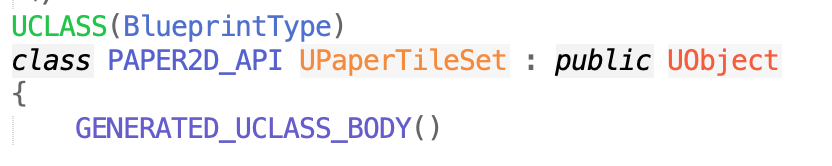 UCLASS(BlueprintType)
class PAPER2D_API UPaperTileSet : public UObject
{
GENERATED_UCLASS_BODY()